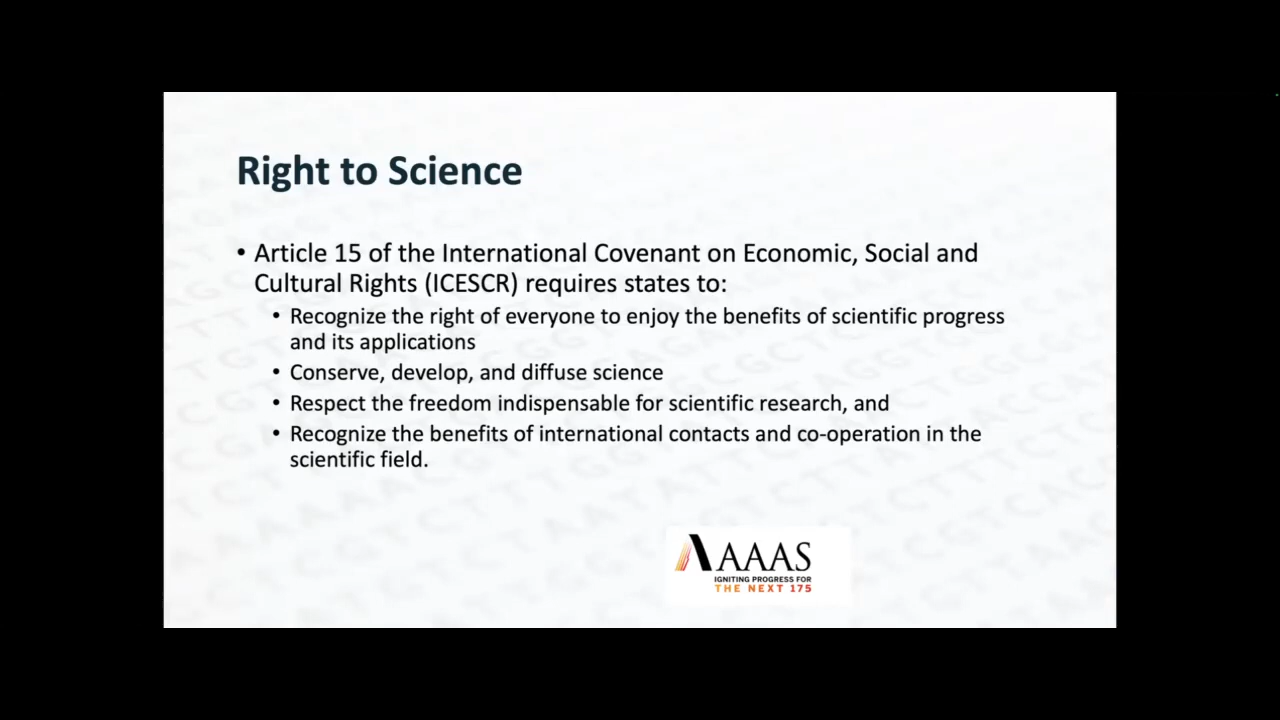 Right to Science
• Article 15 of the International Covenant on Economic, Social and
Cultural Rights (ICESCR) requires states to:
• Recognize the right of everyone to enjoy the benefits of scientific progress
and its applications
• Conserve, develop, and diffuse science
• Respect the freedom indispensable for scientific research, and
• Recognize the benefits of international contacts and co-operation in the
scientific field.
AAAS
IGNITING PROGRESS FOR
THE NEXT 175